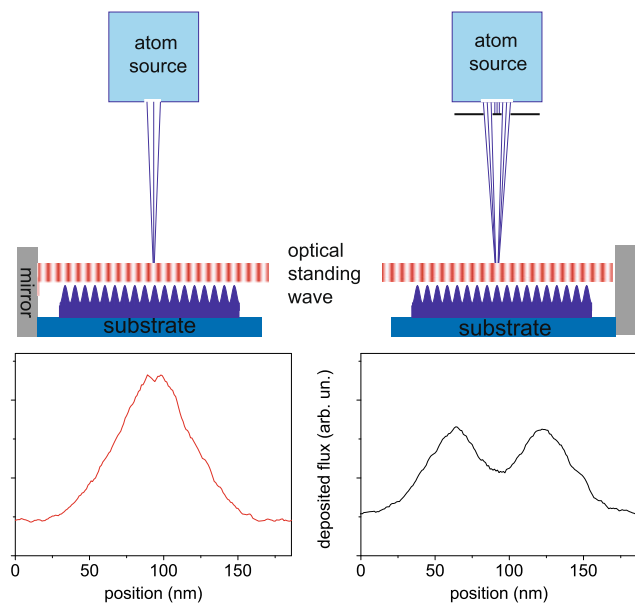 atom
source
atom
source
mirror
optical
standing
wave
substrate
substrate
0
50
100
150
position (nm)
deposited flux (arb. un.)
0
50
100
150
position (nm)